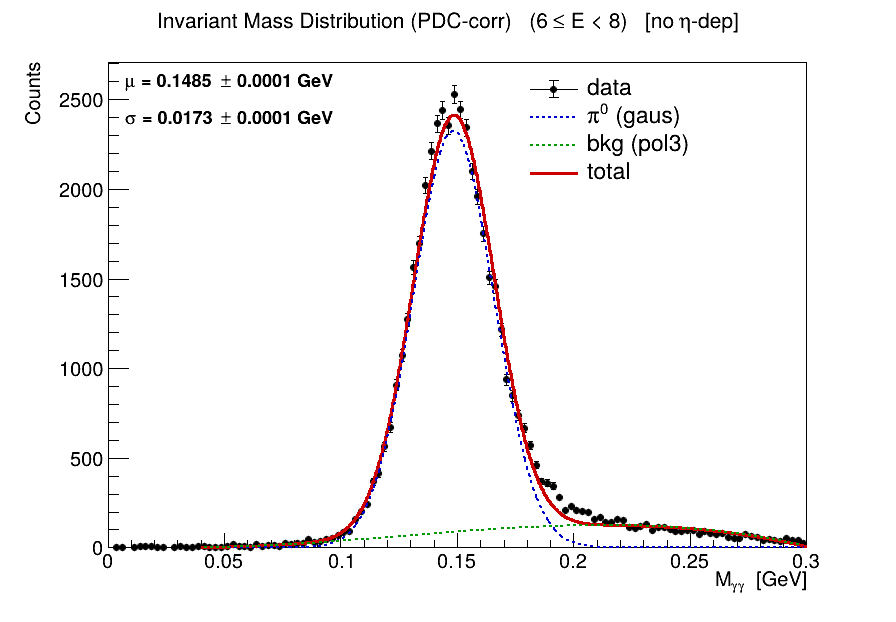 Invariant Mass Distribution (PDC-corr) (6 ≤ E < 8) [no η-dep]
Counts
μ = 0.1485 ± 0.0001 GeV
σ = 0.0173 ± 0.0001 GeV
data
π⁰ (gaus)
bkg (pol3)
total
2500
2000
1500
1000
500
0
0 0.05 0.1 0.15 0.2 0.25 0.3
Mγγ [GeV]